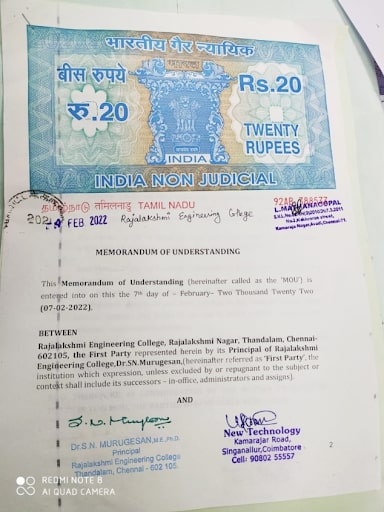 भारतीय गैर न्यायिक
बीस रुपये
Rs.20
रु.20
TWENTY
RUPEES
INDIA
INDIA NON JUDICIAL
தமிழ்நாடு तमिलनाडु TAMIL NADU
FEB 2022
Rajalakshmi Engineering College
L.MATHANAGOPAL
MEMORANDUM OF UNDERSTANDING
This Memorandum of Understanding (hereinafter called as the 'MOU') is
entered into on this the 7th day of – February– Two Thousand Twenty Two
(07-02-2022),
BETWEEN
Rajalakshmi Engineering College, Rajalakshmi Nagar, Thandalam, Chennai-
602105, the First Party represented herein by its Principal of Rajalakshmi
Engineering College,Dr.SN.Murugesan,(hereinafter referred as 'First Party', the
institution which expression, unless excluded by or repugnant to the subject or
context shall include its successors - in-office, administrators and assigns).
AND
Dr.S.N. MURUGESAN,M.E.,Ph.D.
Principal
Rajalakshmi Engineering College
Thandalam, Chennai - 602 105.
New Technology
Kamarajar Road,
Singanallur,Coimbatore
Cell: 90802 55557
2
REDMI NOTE 8
AI QUAD CAMERA